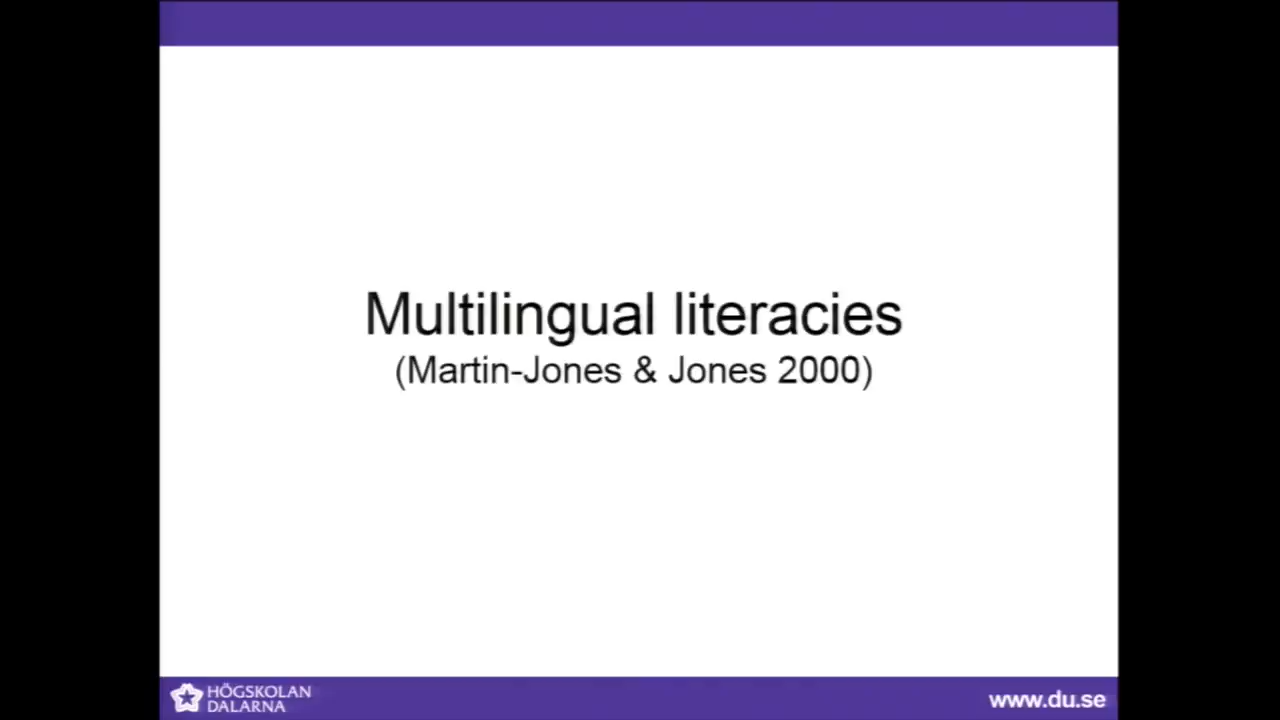 Multilingual literacies
(Martin-Jones & Jones 2000)
HÖGSKOLAN
DALARNA
www.du.se